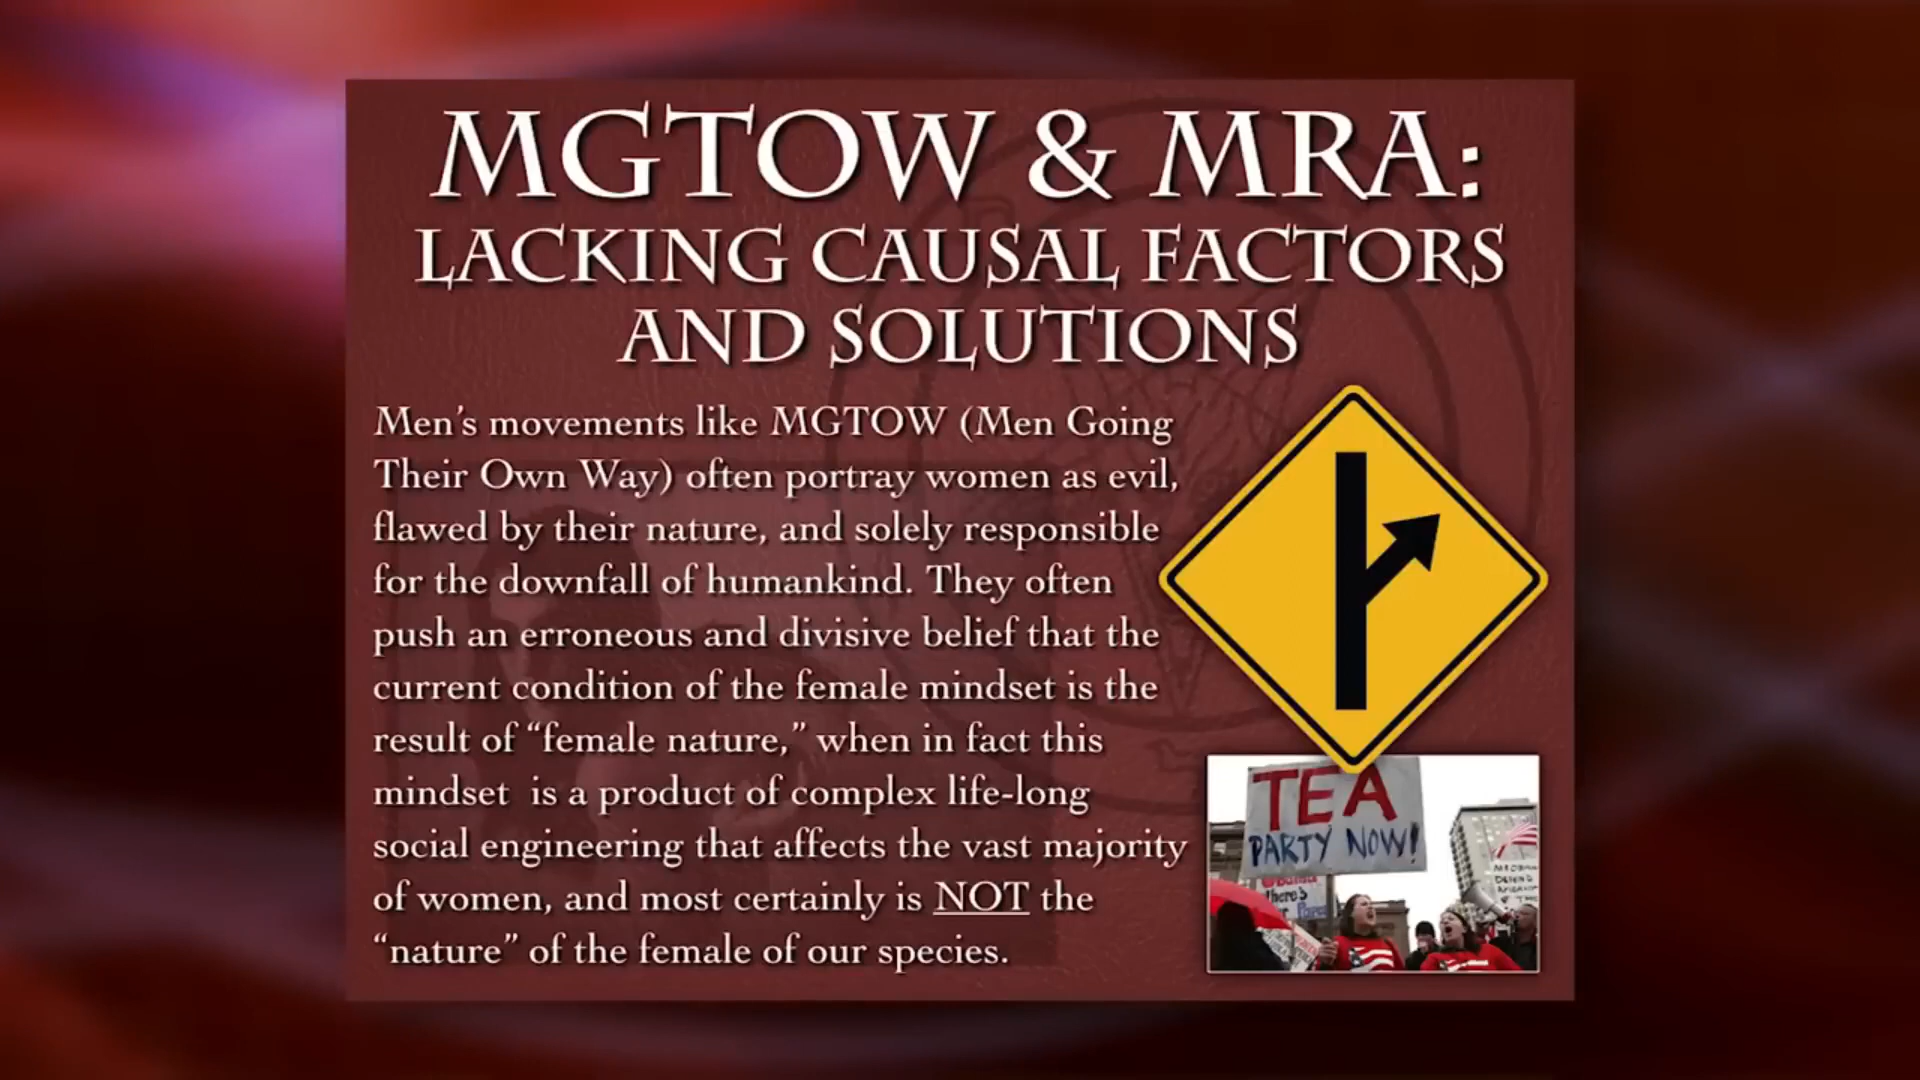 MGTOW & MRA:
LACKING CAUSAL FACTORS
AND SOLUTIONS
Men's movements like MGTOW (Men Going
Their Own Way) often portray women as evil,
flawed by their nature, and solely responsible
for the downfall of humankind. They often
push an erroneous and divisive belief that the
current condition of the female mindset is the
result of “female nature,” when in fact this
mindset  is a product of complex life-long
social engineering that affects the vast majority
of women, and most certainly is NOT the
“nature” of the female of our species.
TEA
PARTY NOW!